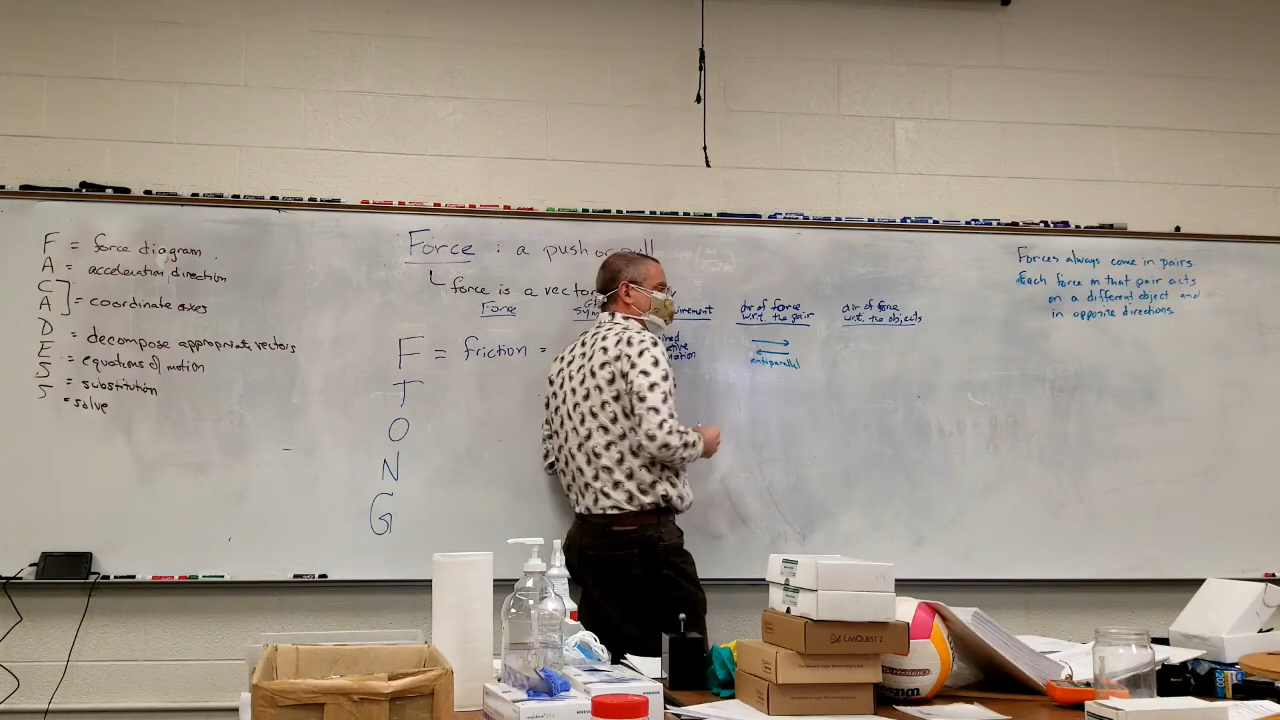 F = force diagram
A = acceleration direction
C
A ] = coordinate axes
D = decompose appropriate vectors
E = equations of motion
S = substitution
S = solve
Force : a push or pull
force is a vector
Force
dir of force
w.r.t. the pair
dir of force
w.r.t. the objects
F = friction =
antiparallel
T
O
N
G
Forces always come in pairs.
Each force in that pair acts
on a different object and
in opposite directions
LABQUEST 2